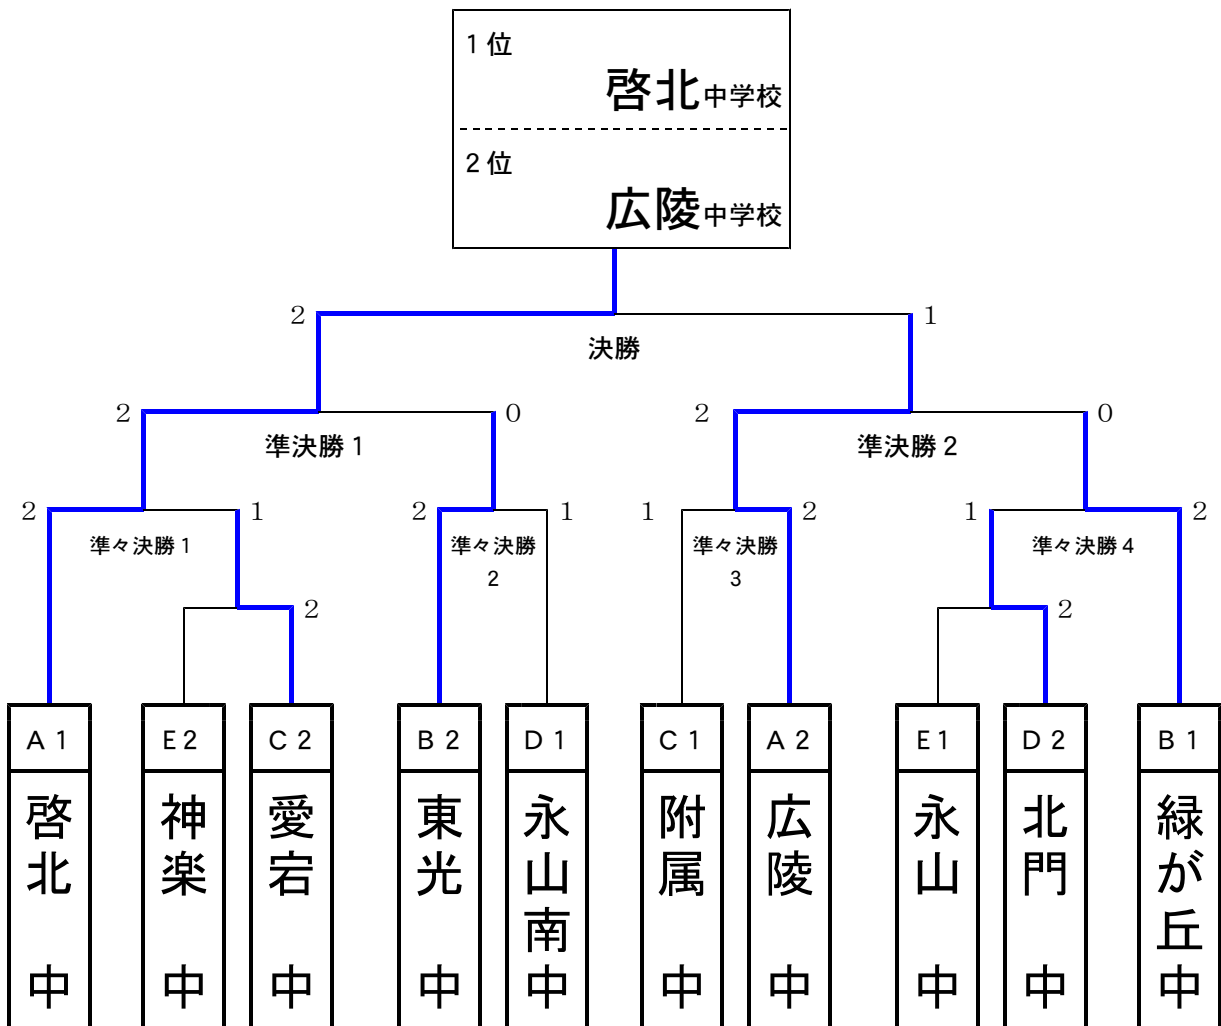 １位
啓北中学校
２位
広陵中学校
2 1
決勝
2 0 2 0
準決勝１ 準決勝２
2 1 2 1 1 2 1 2
準々決勝１ 準々決勝２ 準々決勝３ 準々決勝４
2 2
Ａ１ Ｅ２ Ｃ２ Ｂ２ Ｄ１ Ｃ１ Ａ２ Ｅ１ Ｄ２ Ｂ１
啓北中
神楽中
愛宕中
東光中
永山南中
附属中
広陵中
永山中
北門中
緑が丘中